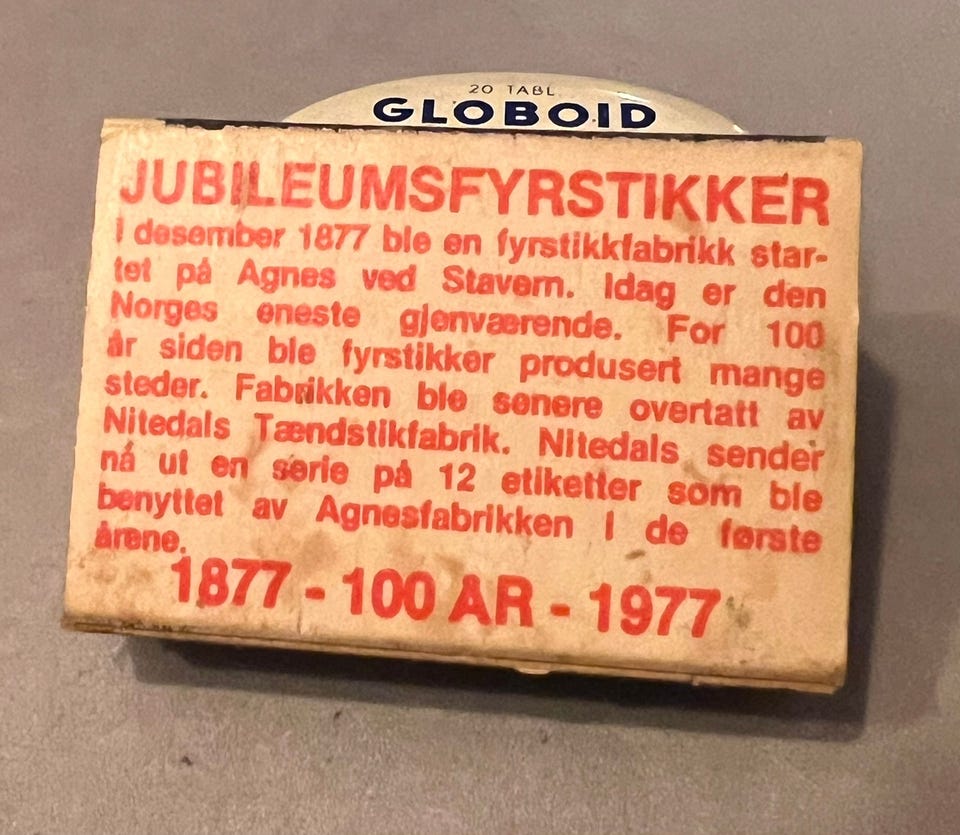 20 TABL
GLOBOID
JUBILEUMSFYRSTIKKER
I desember 1877 ble en fyrstikkfabrikk star-
tet på Agnes ved Stavern. Idag er den
Norges eneste gjenværende. For 100
år siden ble fyrstikker produsert mange
steder. Fabrikken ble senere overtatt av
Nitedals Tændstikfabrik. Nitedals sender
nå ut en serie på 12 etiketter som ble
benyttet av Agnesfabrikken i de første
årene.
1877 - 100 ÅR - 1977